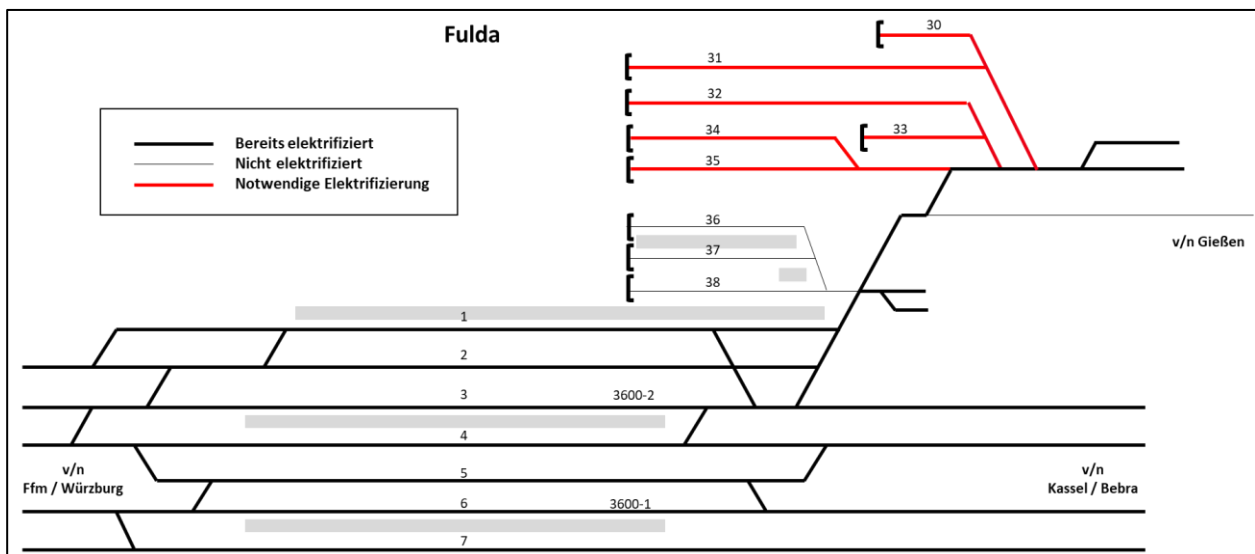 Fulda
30
31
32
34
33
35
Bereits elektrifiziert
Nicht elektrifiziert
Notwendige Elektrifizierung
36
v/n Gießen
37
38
1
2
3
3600-2
4
v/n
Ffm / Würzburg
5
v/n
Kassel / Bebra
6
3600-1
7